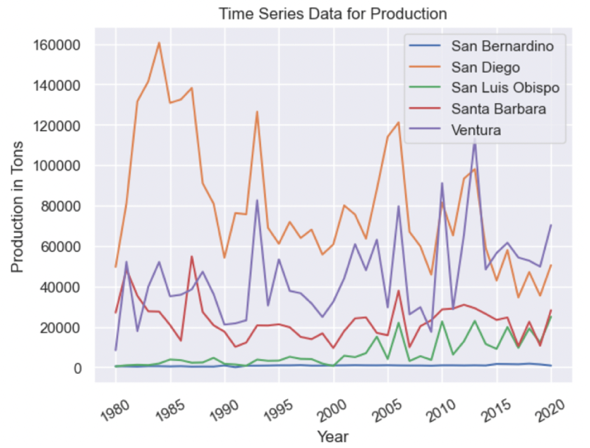 Time Series Data for Production
San Bernardino
San Diego
San Luis Obispo
Santa Barbara
Ventura
160000
140000
120000
100000
80000
60000
40000
20000
0
Production in Tons
1980
1985
1990
1995
2000
2005
2010
2015
2020
Year